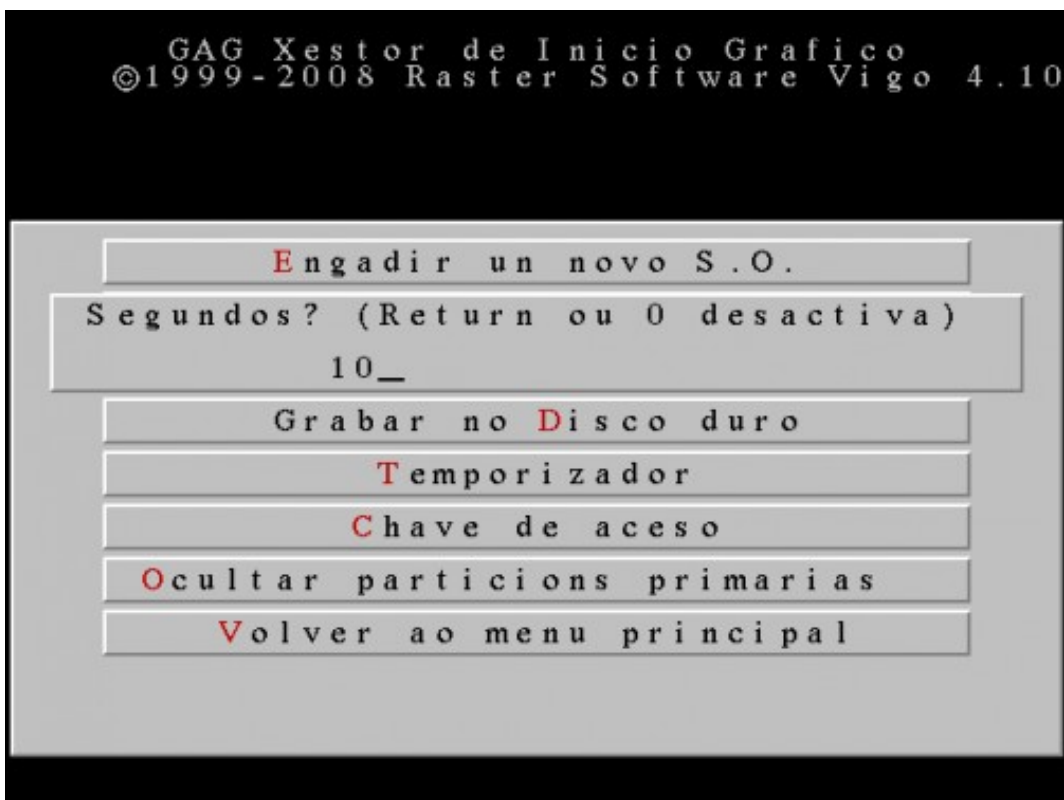 GAG Xestor de Inicio Grafico
©1999-2008 Raster Software Vigo 4.10
Engadir un novo S.O.
Segundos? (Return ou 0 desactiva)
10_
Grabar no Disco duro
Temporizador
Chave de aceso
Ocultar particions primarias
Volver ao menu principal